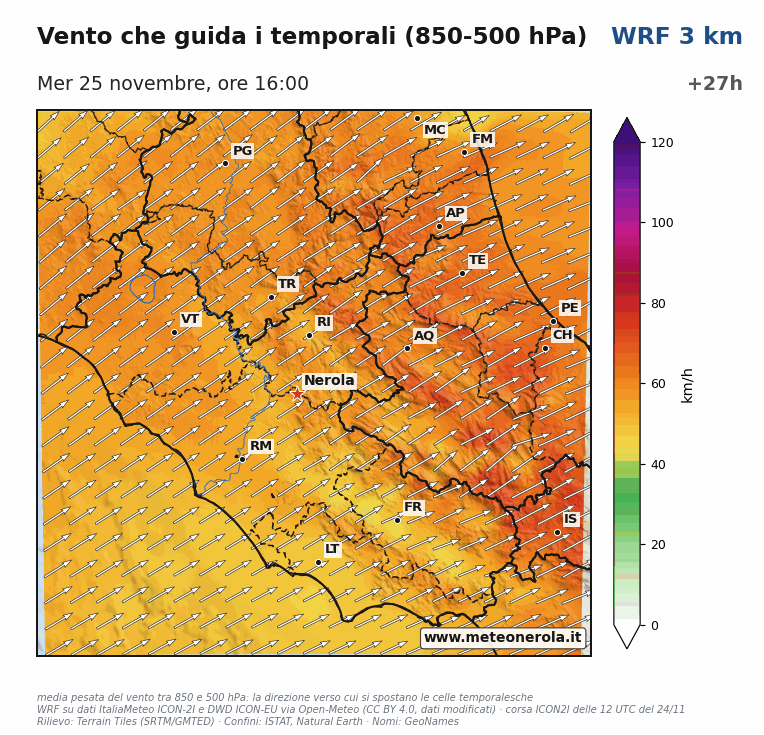 Vento che guida i temporali (850-500 hPa) WRF 3 km
Mer 25 novembre, ore 16:00 +27h
MC
FM
PG
AP
TE
TR
PE
VT
RI
CH
AQ
Nerola
RM
FR
IS
LT
www.meteonerola.it
120
100
80
60
40
20
0
km/h
media pesata del vento tra 850 e 500 hPa: la direzione verso cui si spostano le celle temporalesche
WRF su dati ItaliaMeteo ICON-2I e DWD ICON-EU via Open-Meteo (CC BY 4.0, dati modificati) · corsa ICON2I delle 12 UTC del 24/11
Rilievo: Terrain Tiles (SRTM/GMTED) · Confini: ISTAT, Natural Earth · Nomi: GeoNames